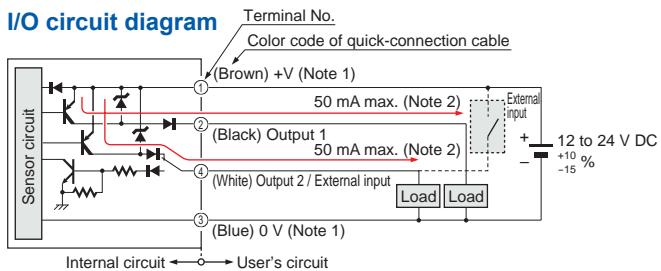 I/O circuit diagram
Terminal No.
Color code of quick-connection cable
Sensor circuit
1
(Brown) +V (Note 1)
50 mA max. (Note 2)
External
input
2
(Black) Output 1
+
12 to 24 V DC
50 mA max. (Note 2)
−
+10
−15 %
4
(White) Output 2 / External input
Load
Load
3
(Blue) 0 V (Note 1)
Internal circuit
User's circuit